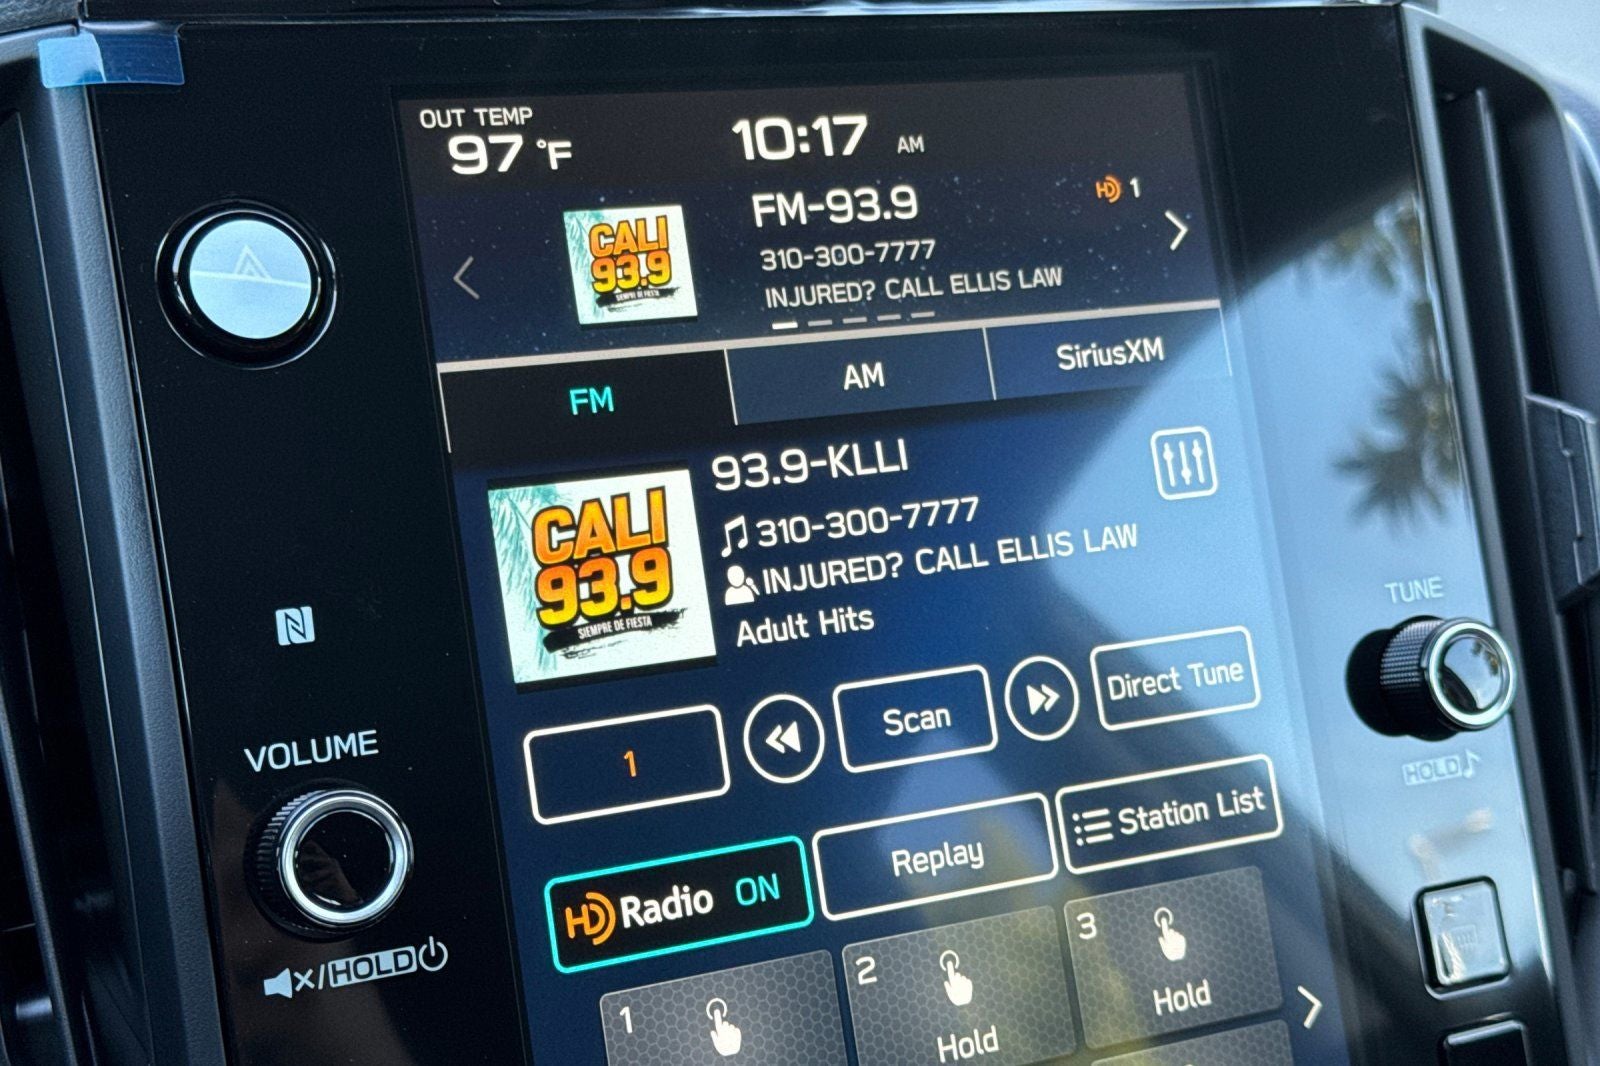 OUT TEMP
97 °F
10:17 AM
FM-93.9
HD 1
310-300-7777
INJURED? CALL ELLIS LAW
CALI
93.9
SIEMPRE DE FIESTA
FM
AM
SiriusXM
93.9-KLLI
310-300-7777
INJURED? CALL ELLIS LAW
Adult Hits
CALI
93.9
SIEMPRE DE FIESTA
TUNE
HOLD
VOLUME
×/HOLD
1
Scan
Direct Tune
HD Radio ON
Replay
Station List
1
2
Hold
3
Hold